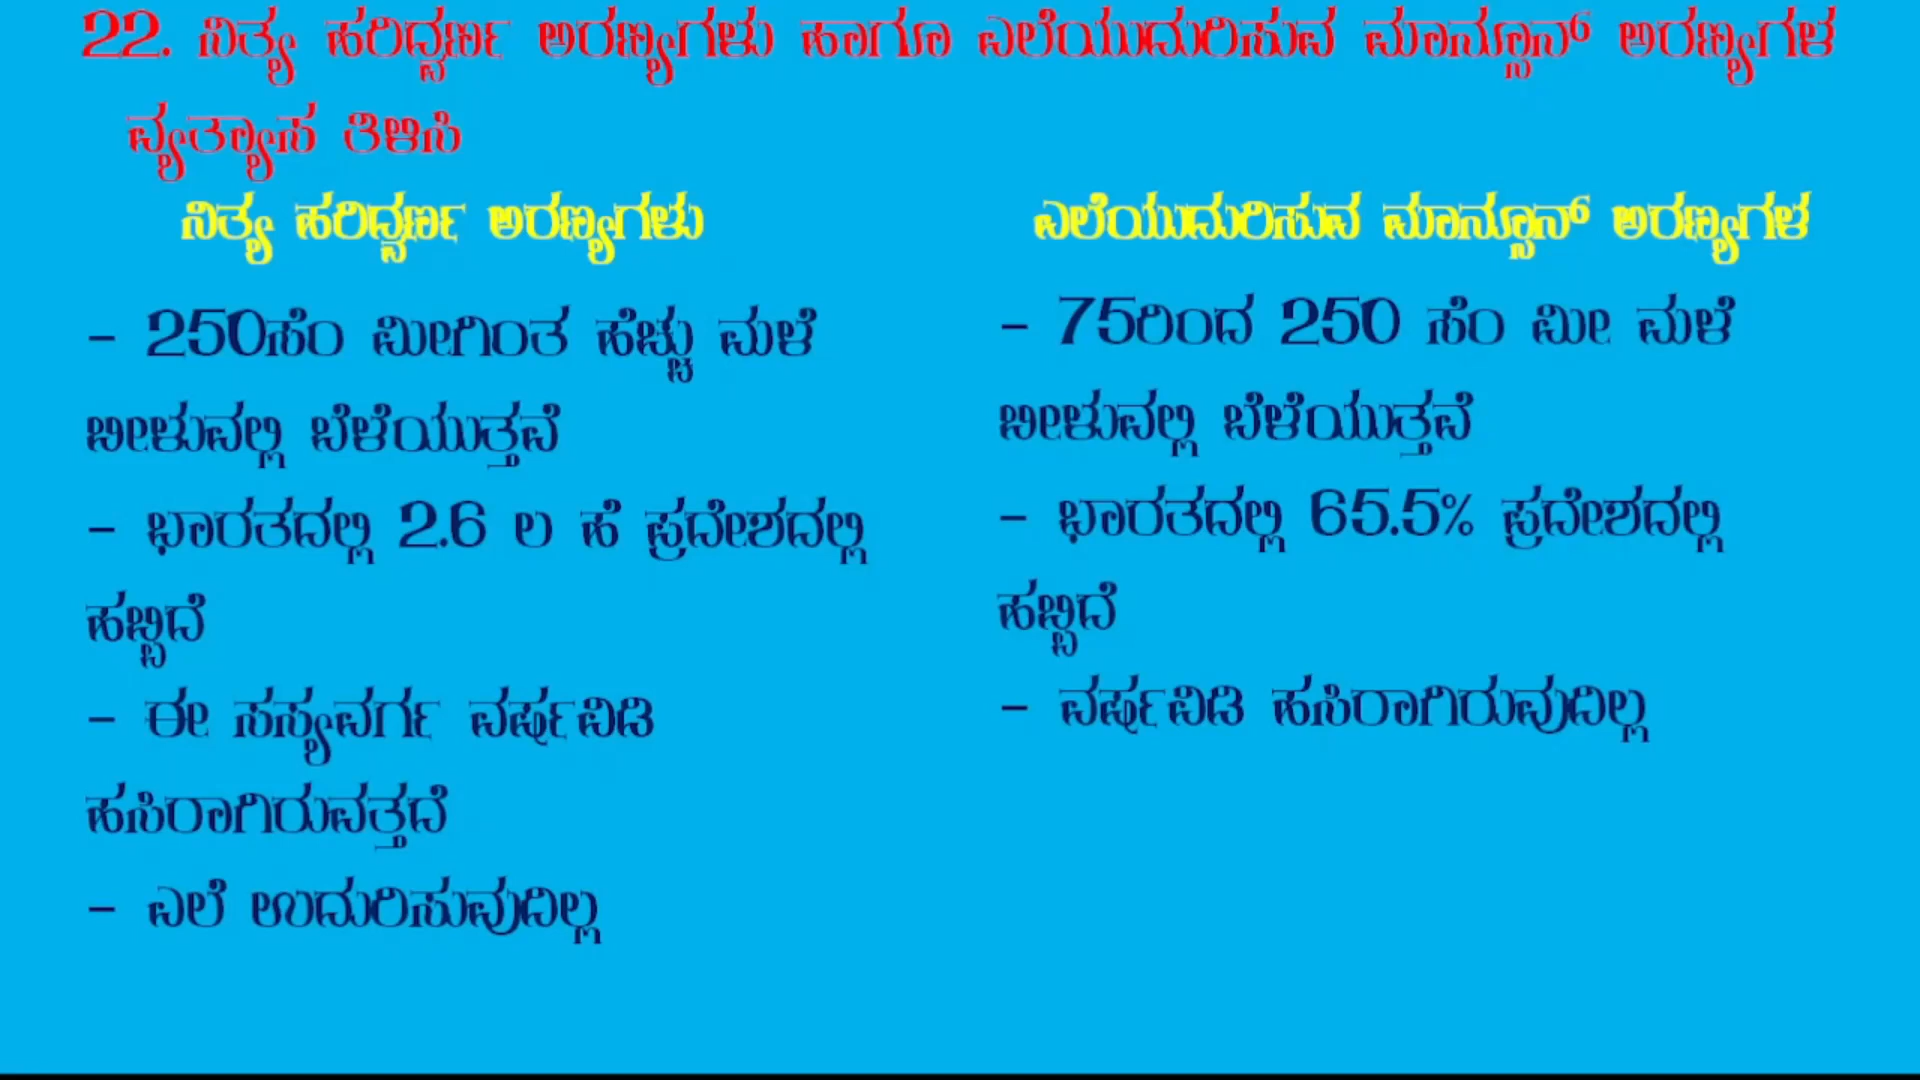 22. ನಿತ್ಯ ಹರಿದ್ವರ್ಣ ಅರಣ್ಯಗಳು ಹಾಗೂ ಎಲೆಯುದುರಿಸುವ ಮಾನ್ಸೂನ್ ಅರಣ್ಯಗಳ
ವ್ಯತ್ಯಾಸ ತಿಳಿಸಿ
ನಿತ್ಯ ಹರಿದ್ವರ್ಣ ಅರಣ್ಯಗಳು
- 250ಸೆಂ ಮೀಗಿಂತ ಹೆಚ್ಚು ಮಳೆ
ಬೀಳುವಲ್ಲಿ ಬೆಳೆಯುತ್ತವೆ
- ಭಾರತದಲ್ಲಿ 2.6 ಲ ಹೆ ಪ್ರದೇಶದಲ್ಲಿ
ಹಬ್ಬಿದೆ
- ಈ ಸಸ್ಯವರ್ಗ ವರ್ಷವಿಡಿ
ಹಸಿರಾಗಿರುವತ್ತದೆ
- ಎಲೆ ಉದುರಿಸುವುದಿಲ್ಲ
ಎಲೆಯುದುರಿಸುವ ಮಾನ್ಸೂನ್ ಅರಣ್ಯಗಳ
- 75ರಿಂದ 250 ಸೆಂ ಮೀ ಮಳೆ
ಬೀಳುವಲ್ಲಿ ಬೆಳೆಯುತ್ತವೆ
- ಭಾರತದಲ್ಲಿ 65.5% ಪ್ರದೇಶದಲ್ಲಿ
ಹಬ್ಬಿದೆ
- ವರ್ಷವಿಡಿ ಹಸಿರಾಗಿರುವುದಿಲ್ಲ